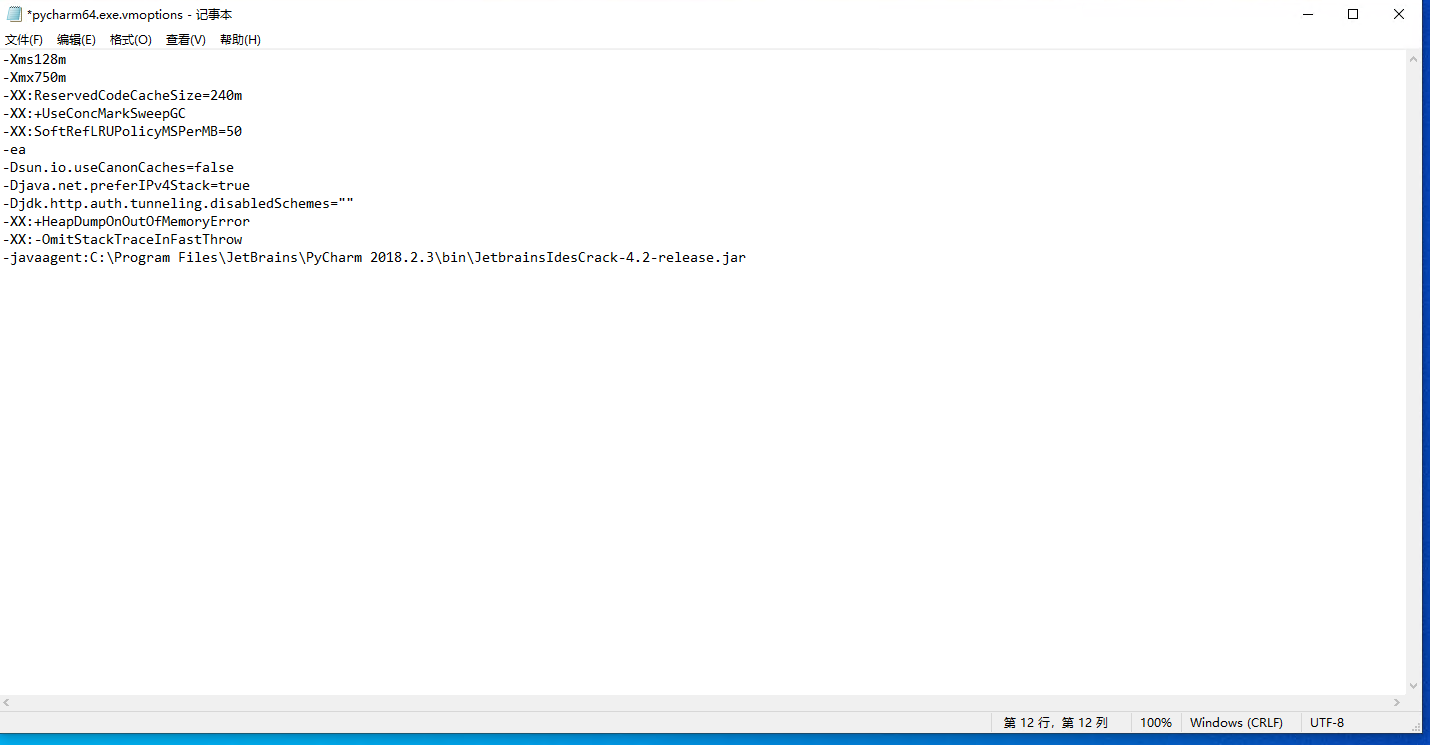 *pycharm64.exe.vmoptions - 记事本
文件(F) 编辑(E) 格式(O) 查看(V) 帮助(H)
-Xms128m
-Xmx750m
-XX:ReservedCodeCacheSize=240m
-XX:+UseConcMarkSweepGC
-XX:SoftRefLRUPolicyMSPerMB=50
-ea
-Dsun.io.useCanonCaches=false
-Djava.net.preferIPv4Stack=true
-Djdk.http.auth.tunneling.disabledSchemes=""
-XX:+HeapDumpOnOutOfMemoryError
-XX:-OmitStackTraceInFastThrow
-javaagent:C:\Program Files\JetBrains\PyCharm 2018.2.3\bin\JetbrainsIdesCrack-4.2-release.jar
第 12 行，第 12 列 100% Windows (CRLF) UTF-8